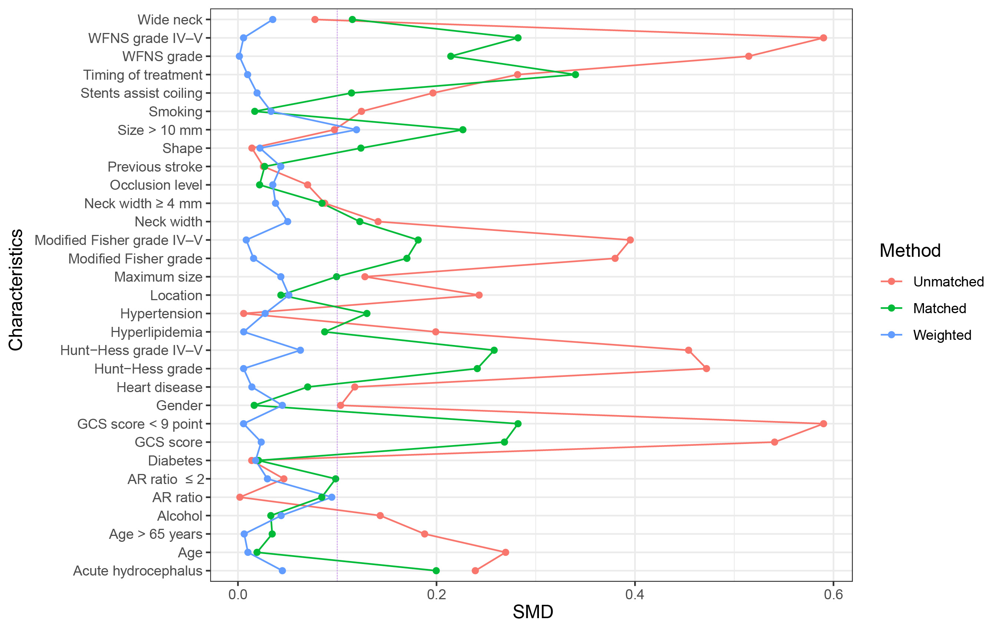 Wide neck
WFNS grade IV–V
WFNS grade
Timing of treatment
Stents assist coiling
Smoking
Size > 10 mm
Shape
Previous stroke
Occlusion level
Neck width ≥ 4 mm
Neck width
Modified Fisher grade IV–V
Modified Fisher grade
Maximum size
Location
Hypertension
Hyperlipidemia
Hunt−Hess grade IV–V
Hunt−Hess grade
Heart disease
Gender
GCS score < 9 point
GCS score
Diabetes
AR ratio ≤ 2
AR ratio
Alcohol
Age > 65 years
Age
Acute hydrocephalus
Characteristics
0.0 0.2 0.4 0.6
SMD
Method
Unmatched
Matched
Weighted